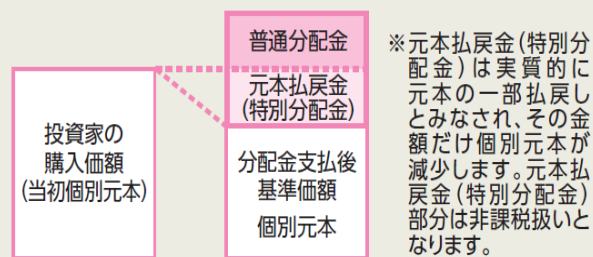 普通分配金
元本払戻金
(特別分配金)
投資家の
購入価額
(当初個別元本)
分配金支払後
基準価額
個別元本
※元本払戻金(特別分
配金)は実質的に
元本の一部払戻し
とみなされ、その金
額だけ個別元本が
減少します。元本払
戻金(特別分配金)
部分は非課税扱いと
なります。